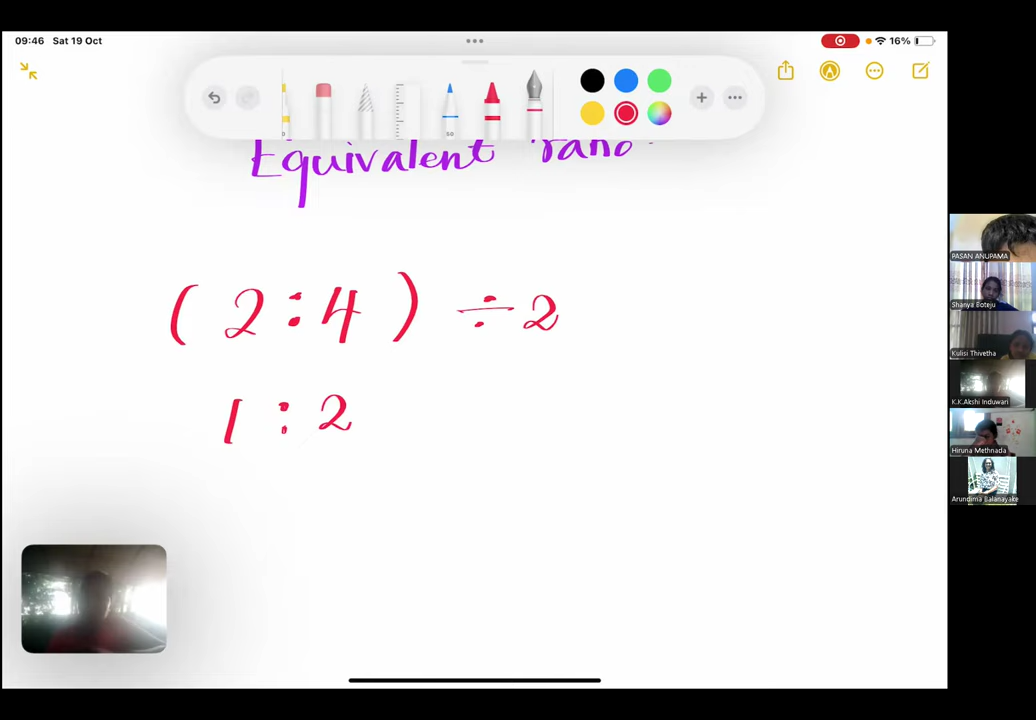 09:46 Sat 19 Oct
16%
50
Equivalent
( 2 : 4 ) ÷ 2
1 : 2
PASAN ANUPAMA
Shanya Boteju
Kulisi Thivetha
K.K.Akshi Induwari
Hiruna Methnada
Arundima Balanayake